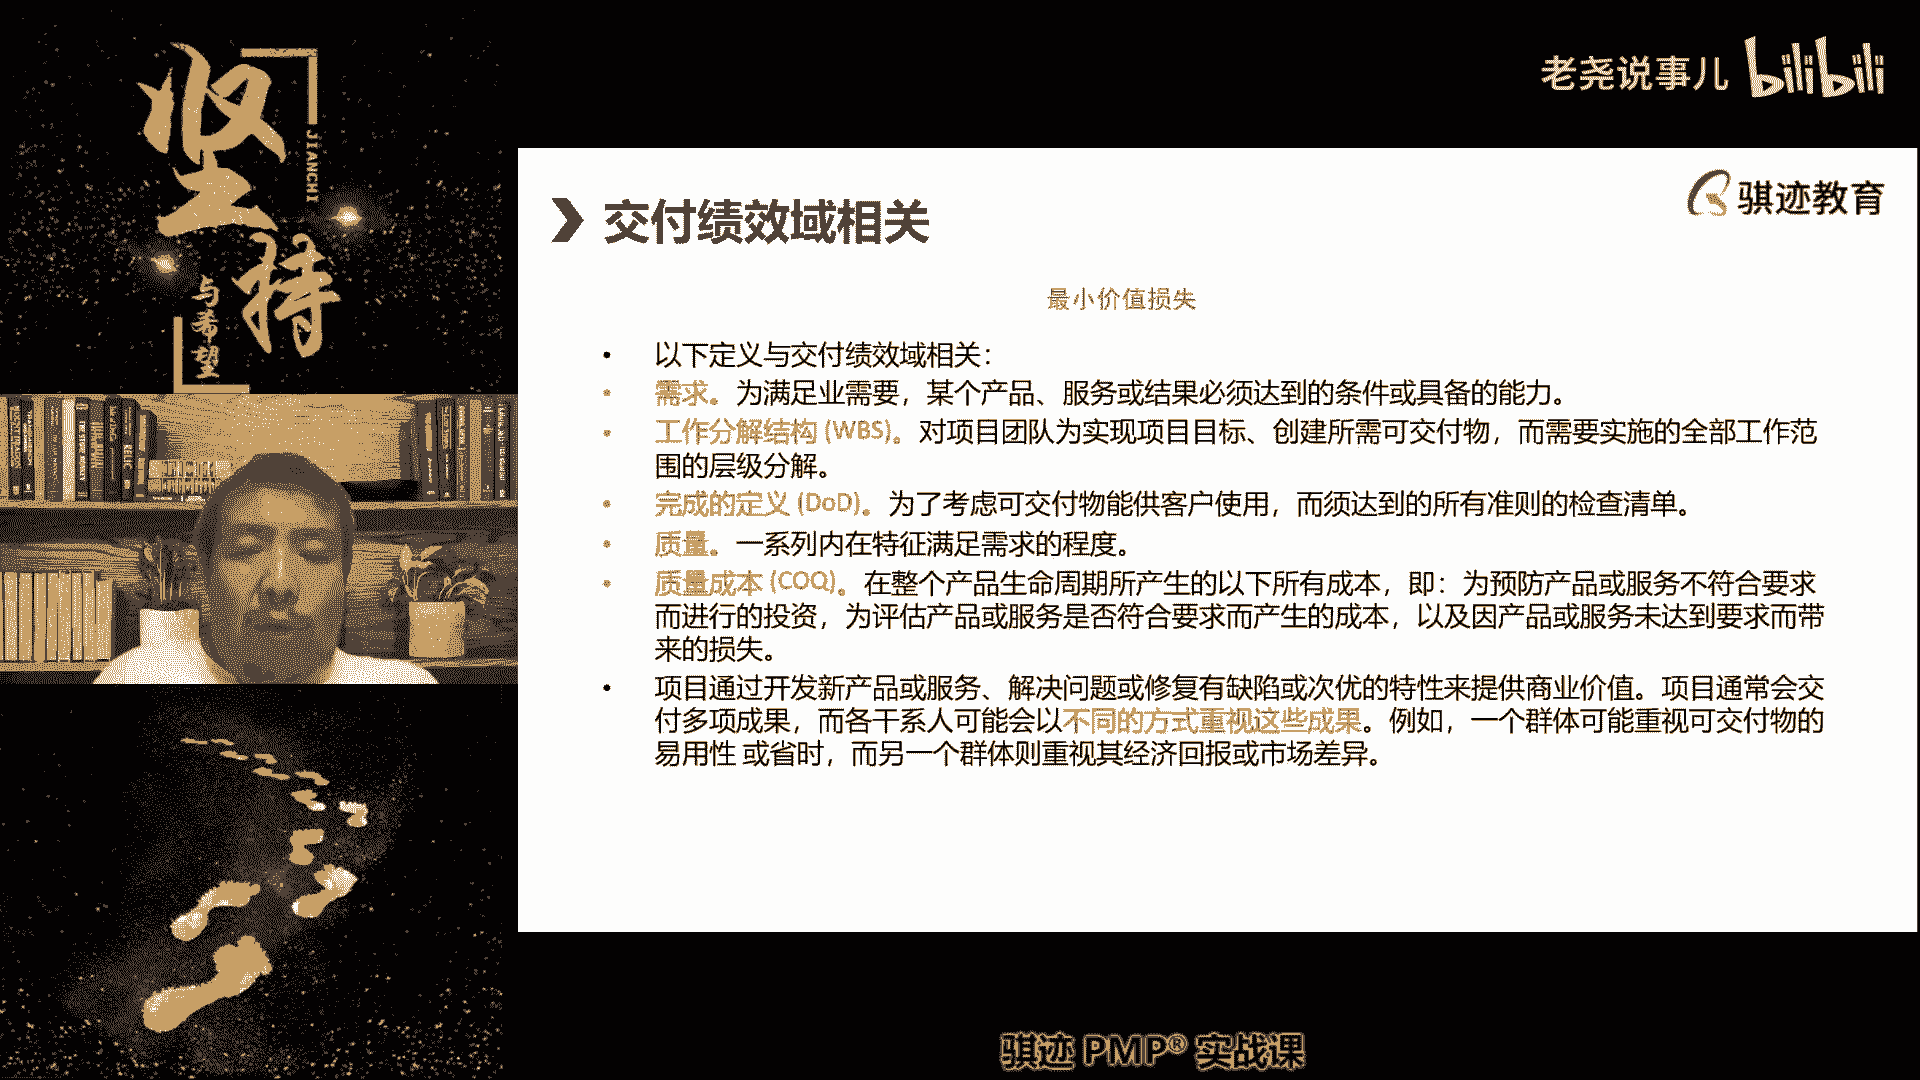 坚持
JIANCHI
与希望
老尧说事儿 bilibili
骐迹教育
交付绩效域相关
最小价值损失
• 以下定义与交付绩效域相关：
• 需求。为满足业需要，某个产品、服务或结果必须达到的条件或具备的能力。
• 工作分解结构 (WBS)。对项目团队为实现项目目标、创建所需可交付物，而需要实施的全部工作范
围的层级分解。
• 完成的定义 (DoD)。为了考虑可交付物能供客户使用，而须达到的所有准则的检查清单。
• 质量。一系列内在特征满足需求的程度。
• 质量成本 (COQ)。在整个产品生命周期所产生的以下所有成本，即：为预防产品或服务不符合要求
而进行的投资，为评估产品或服务是否符合要求而产生的成本，以及因产品或服务未达到要求而带
来的损失。
• 项目通过开发新产品或服务、解决问题或修复有缺陷或次优的特性来提供商业价值。项目通常会交
付多项成果，而各干系人可能会以不同的方式重视这些成果。例如，一个群体可能重视可交付物的
易用性 或省时，而另一个群体则重视其经济回报或市场差异。
骐迹 PMP® 实战课